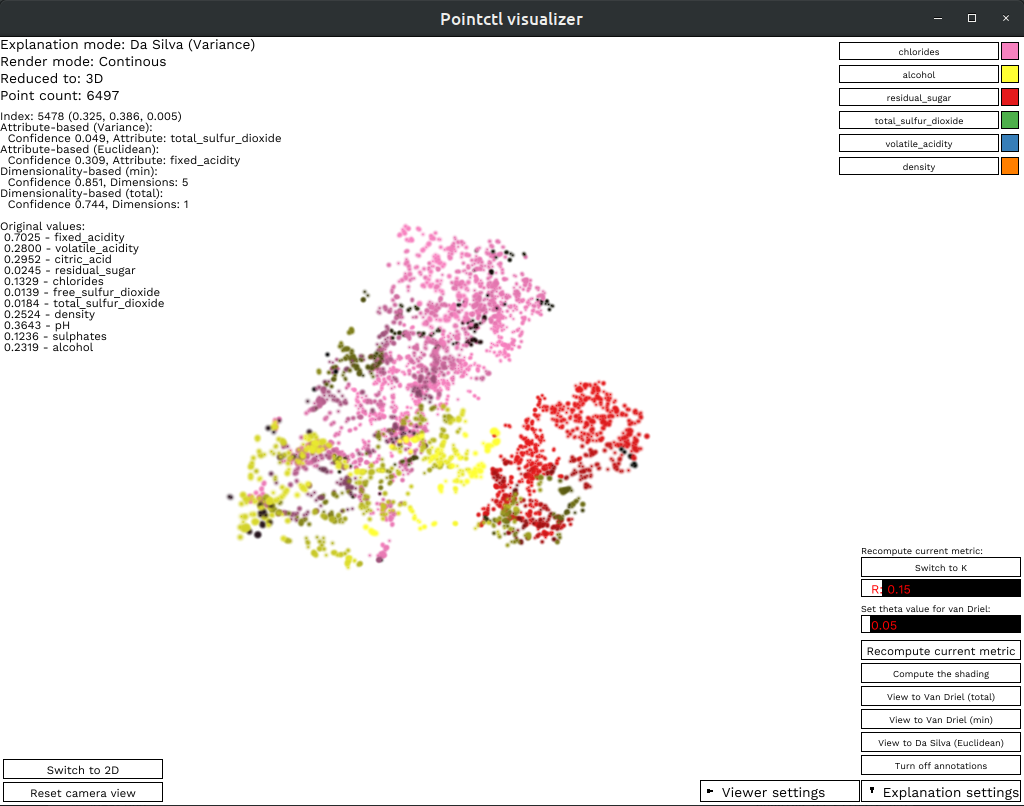 Pointctl visualizer
Explanation mode: Da Silva (Variance)
Render mode: Continous
Reduced to: 3D
Point count: 6497
Index: 5478 (0.325, 0.386, 0.005)
Attribute-based (Variance):
Confidence 0.049, Attribute: total_sulfur_dioxide
Attribute-based (Euclidean):
Confidence 0.309, Attribute: fixed_acidity
Dimensionality-based (min):
Confidence 0.851, Dimensions: 5
Dimensionality-based (total):
Confidence 0.744, Dimensions: 1
Original values:
0.7025 - fixed_acidity
0.2800 - volatile_acidity
0.2952 - citric_acid
0.0245 - residual_sugar
0.1329 - chlorides
0.0139 - free_sulfur_dioxide
0.0184 - total_sulfur_dioxide
0.2524 - density
0.3643 - pH
0.1236 - sulphates
0.2319 - alcohol
chlorides
alcohol
residual_sugar
total_sulfur_dioxide
volatile_acidity
density
Recompute current metric:
Switch to K
R: 0.15
Set theta value for van Driel:
0.05
Recompute current metric
Compute the shading
View to Van Driel (total)
View to Van Driel (min)
View to Da Silva (Euclidean)
Turn off annotations
Switch to 2D
Reset camera view
Viewer settings
Explanation settings